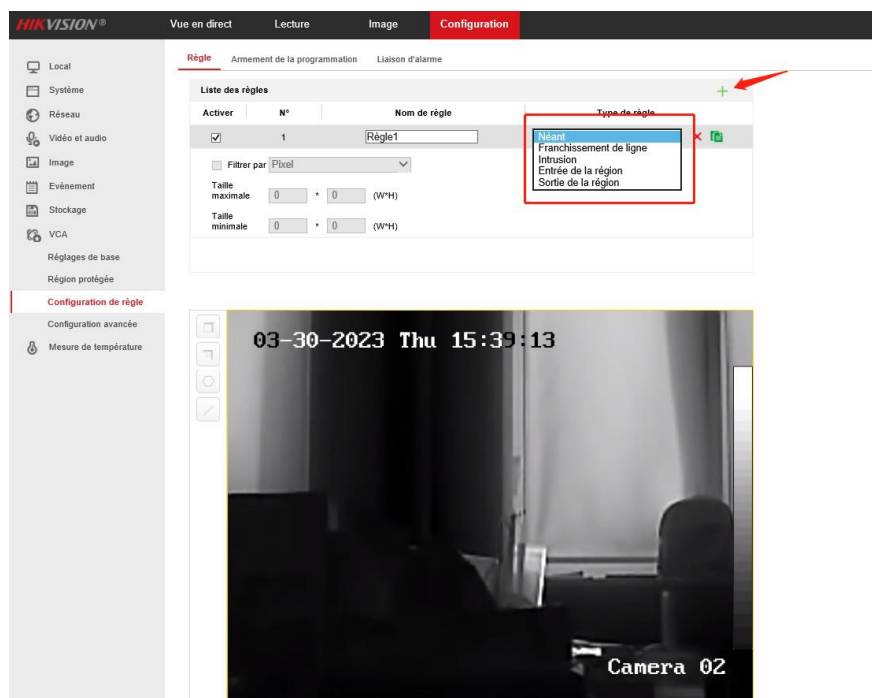 HIKVISION®
Vue en direct Lecture Image Configuration
Règle Armement de la programmation Liaison d'alarme
Local
Système
Réseau
Vidéo et audio
Image
Evènement
Stockage
VCA
Réglages de base
Région protégée
Configuration de règle
Configuration avancée
Mesure de température
Liste des règles
Activer N° Nom de règle Type de règle
1 Règle1 Néant
Franchissement de ligne
Intrusion
Entrée de la région
Sortie de la région
Filtrer par Pixel
Taille
maximale 0 * 0 (W*H)
Taille
minimale 0 * 0 (W*H)
03-30-2023 Thu 15:39:13
Camera 02